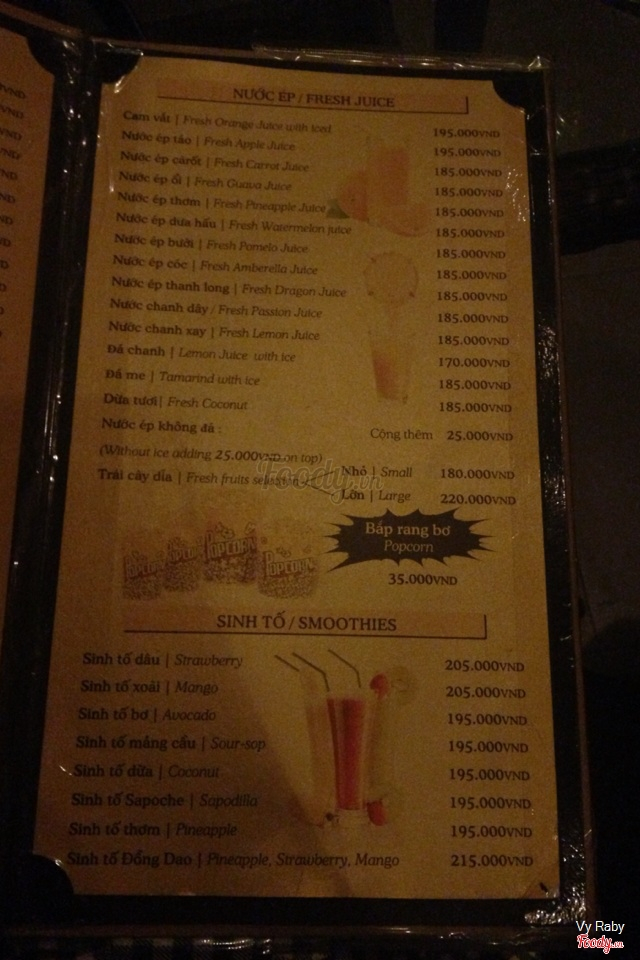 NƯỚC ÉP / FRESH JUICE
Cam vắt | Fresh Orange Juice with iced 195.000VND
Nước ép táo | Fresh Apple Juice 195.000VND
Nước ép cárốt | Fresh Carrot Juice 185.000VND
Nước ép ổi | Fresh Guava Juice 185.000VND
Nước ép thơm | Fresh Pineapple Juice 185.000VND
Nước ép dưa hấu | Fresh Watermelon juice 185.000VND
Nước ép bưởi | Fresh Pomelo Juice 185.000VND
Nước ép cóc | Fresh Amberella Juice 185.000VND
Nước ép thanh long | Fresh Dragon Juice 185.000VND
Nước chanh dây / Fresh Passion Juice 185.000VND
Nước chanh xay | Fresh Lemon Juice 185.000VND
Đá chanh | Lemon Juice with ice 170.000VND
Đá me | Tamarind with ice 185.000VND
Dừa tươi | Fresh Coconut 185.000VND
Nước ép không đá : Cộng thêm 25.000VND
(Without ice adding 25.000VND on top)
Trái cây dĩa | Fresh fruits selection Nhỏ | Small 180.000VND
Lớn | Large 220.000VND
Foody.vn
Bắp rang bơ
Popcorn
35.000VND
POPCORN POPCORN POPCORN POPCORN
SINH TỐ / SMOOTHIES
Sinh tố dâu | Strawberry 205.000VND
Sinh tố xoài | Mango 205.000VND
Sinh tố bơ | Avocado 195.000VND
Sinh tố mãng cầu | Sour-sop 195.000VND
Sinh tố dừa | Coconut 195.000VND
Sinh tố Sapoche | Sapodilla 195.000VND
Sinh tố thơm | Pineapple 195.000VND
Sinh tố Đồng Dao | Pineapple, Strawberry, Mango 215.000VND
Vy Raby
Foody.vn